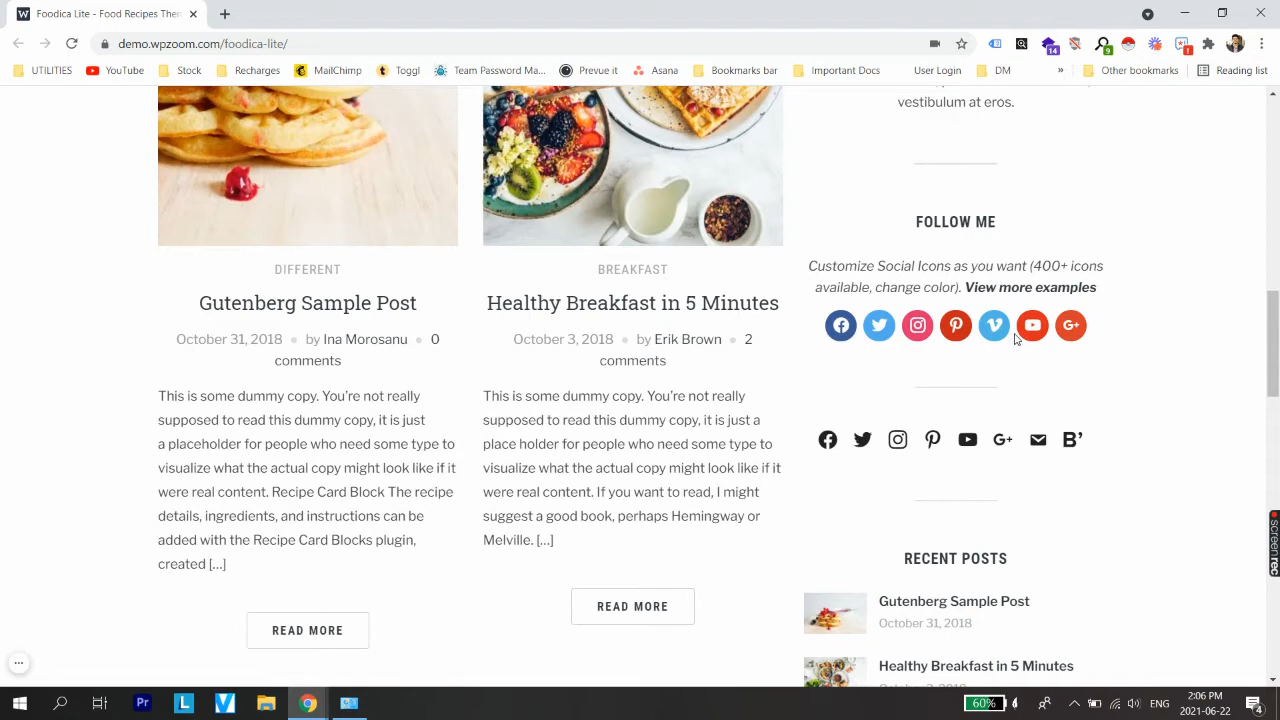 Foodica Lite - Food Recipes Them
demo.wpzoom.com/foodica-lite/
14
9
UTILITIES
YouTube
Stock
Recharges
MailChimp
Toggl
Team Password Ma...
Prevue it
Asana
Bookmarks bar
Important Docs
User Login
DM
»
Other bookmarks
Reading list
DIFFERENT
Gutenberg Sample Post
October 31, 2018 by Ina Morosanu 0
comments
This is some dummy copy. You’re not really
supposed to read this dummy copy, it is just
a placeholder for people who need some type to
visualize what the actual copy might look like if it
were real content. Recipe Card Block The recipe
details, ingredients, and instructions can be
added with the Recipe Card Blocks plugin,
created [...]
READ MORE
BREAKFAST
Healthy Breakfast in 5 Minutes
October 3, 2018 by Erik Brown 2
comments
This is some dummy copy. You’re not really
supposed to read this dummy copy, it is just a
place holder for people who need some type to
visualize what the actual copy might look like if it
were real content. If you want to read, I might
suggest a good book, perhaps Hemingway or
Melville. [...]
READ MORE
vestibulum at eros.
FOLLOW ME
Customize Social Icons as you want (400+ icons
available, change color). View more examples
G+
G+
B’
RECENT POSTS
Gutenberg Sample Post
October 31, 2018
Healthy Breakfast in 5 Minutes
October 3, 2018
screenrec
Pr
L
V
60%
ENG
2:06 PM
2021-06-22
4